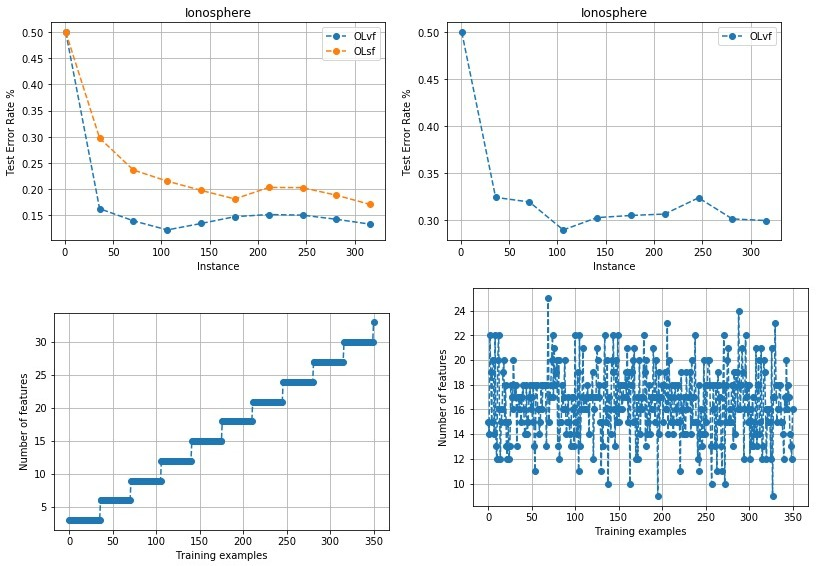 Ionosphere
0.50
0.45
0.40
0.35
0.30
0.25
0.20
0.15
Test Error Rate %
OLvf
OLsf
0 50 100 150 200 250 300
Instance
Ionosphere
0.50
0.45
0.40
0.35
0.30
Test Error Rate %
OLvf
0 50 100 150 200 250 300
Instance
30
25
20
15
10
5
Number of features
0 50 100 150 200 250 300 350
Training examples
24
22
20
18
16
14
12
10
Number of features
0 50 100 150 200 250 300 350
Training examples